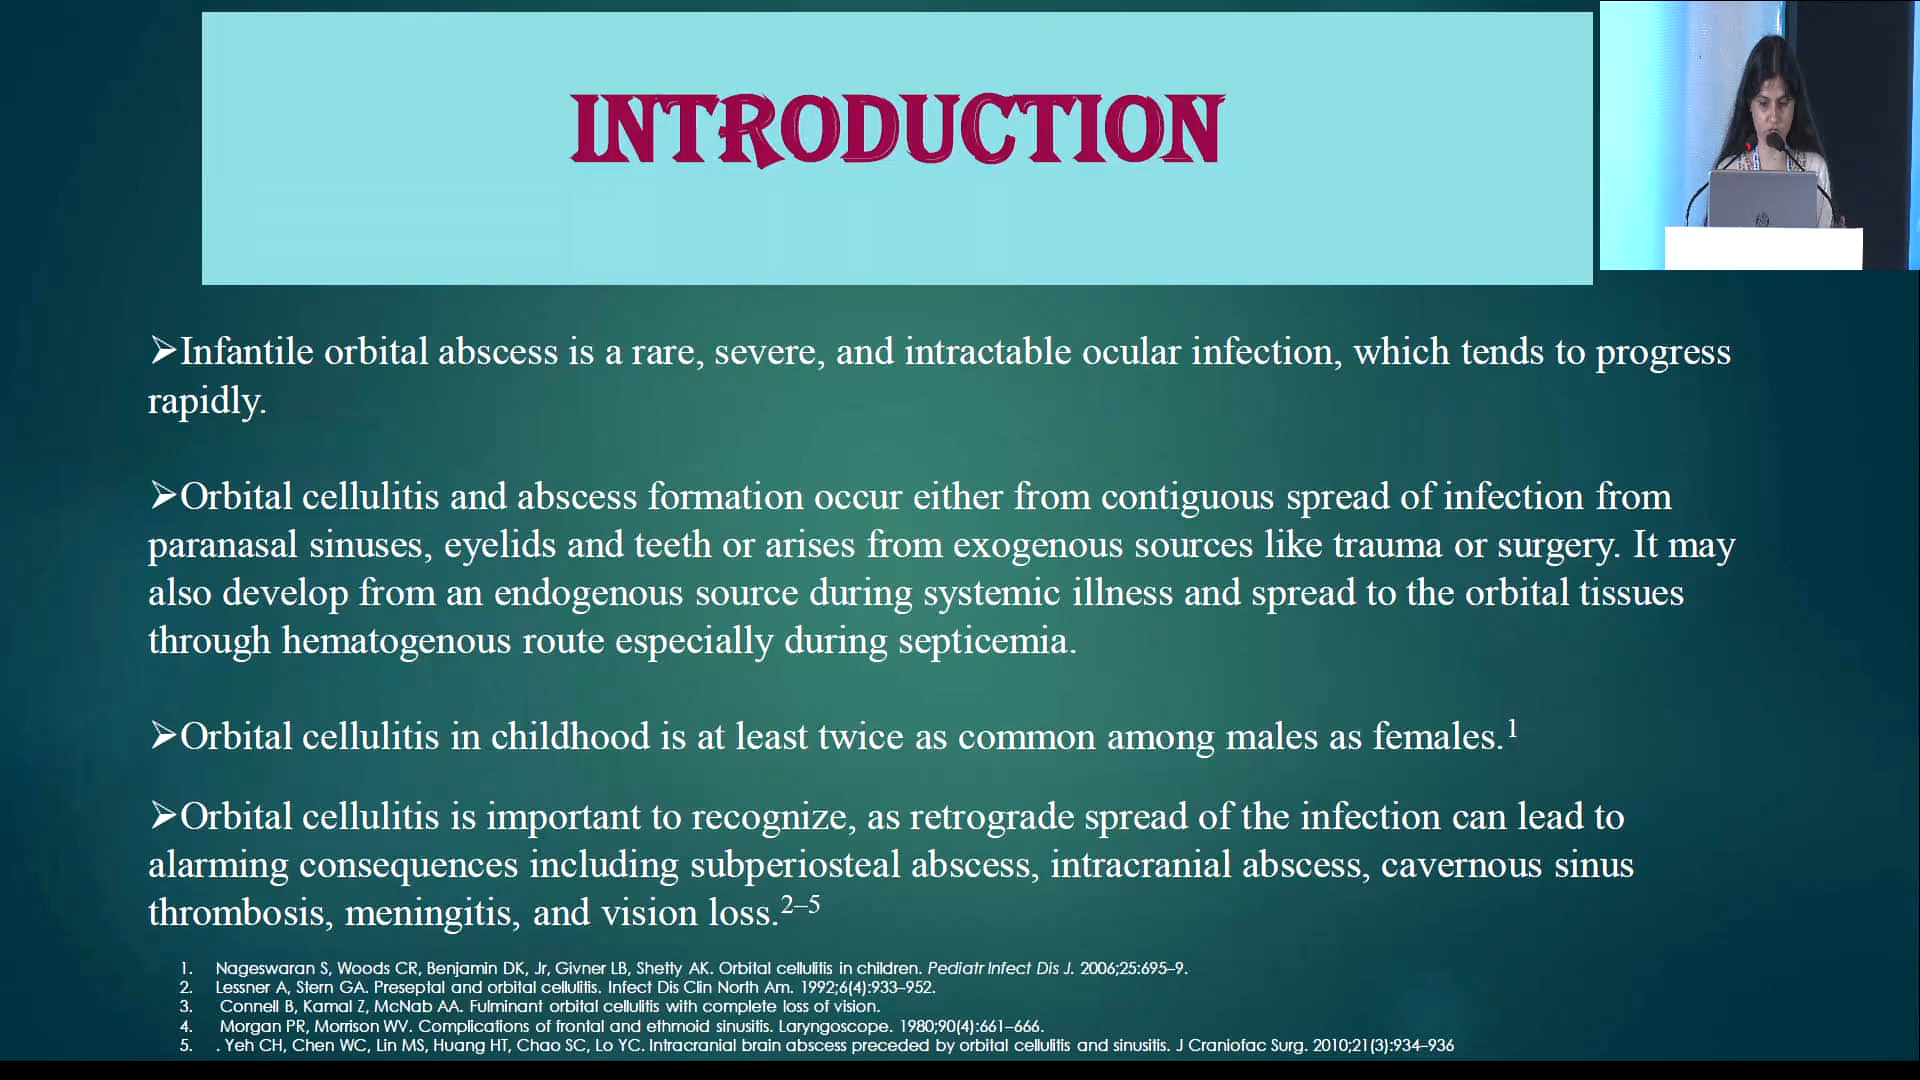 INTRODUCTION
➢Infantile orbital abscess is a rare, severe, and intractable ocular infection, which tends to progress
rapidly.
➢Orbital cellulitis and abscess formation occur either from contiguous spread of infection from
paranasal sinuses, eyelids and teeth or arises from exogenous sources like trauma or surgery. It may
also develop from an endogenous source during systemic illness and spread to the orbital tissues
through hematogenous route especially during septicemia.
➢Orbital cellulitis in childhood is at least twice as common among males as females.1
➢Orbital cellulitis is important to recognize, as retrograde spread of the infection can lead to
alarming consequences including subperiosteal abscess, intracranial abscess, cavernous sinus
thrombosis, meningitis, and vision loss.2–5
1. Nageswaran S, Woods CR, Benjamin DK, Jr, Givner LB, Shetty AK. Orbital cellulitis in children. Pediatr Infect Dis J. 2006;25:695–9.
2. Lessner A, Stern GA. Preseptal and orbital cellulitis. Infect Dis Clin North Am. 1992;6(4):933–952.
3. Connell B, Kamal Z, McNab AA. Fulminant orbital cellulitis with complete loss of vision.
4. Morgan PR, Morrison WV. Complications of frontal and ethmoid sinusitis. Laryngoscope. 1980;90(4):661–666.
5. . Yeh CH, Chen WC, Lin MS, Huang HT, Chao SC, Lo YC. Intracranial brain abscess preceded by orbital cellulitis and sinusitis. J Craniofac Surg. 2010;21(3):934–936